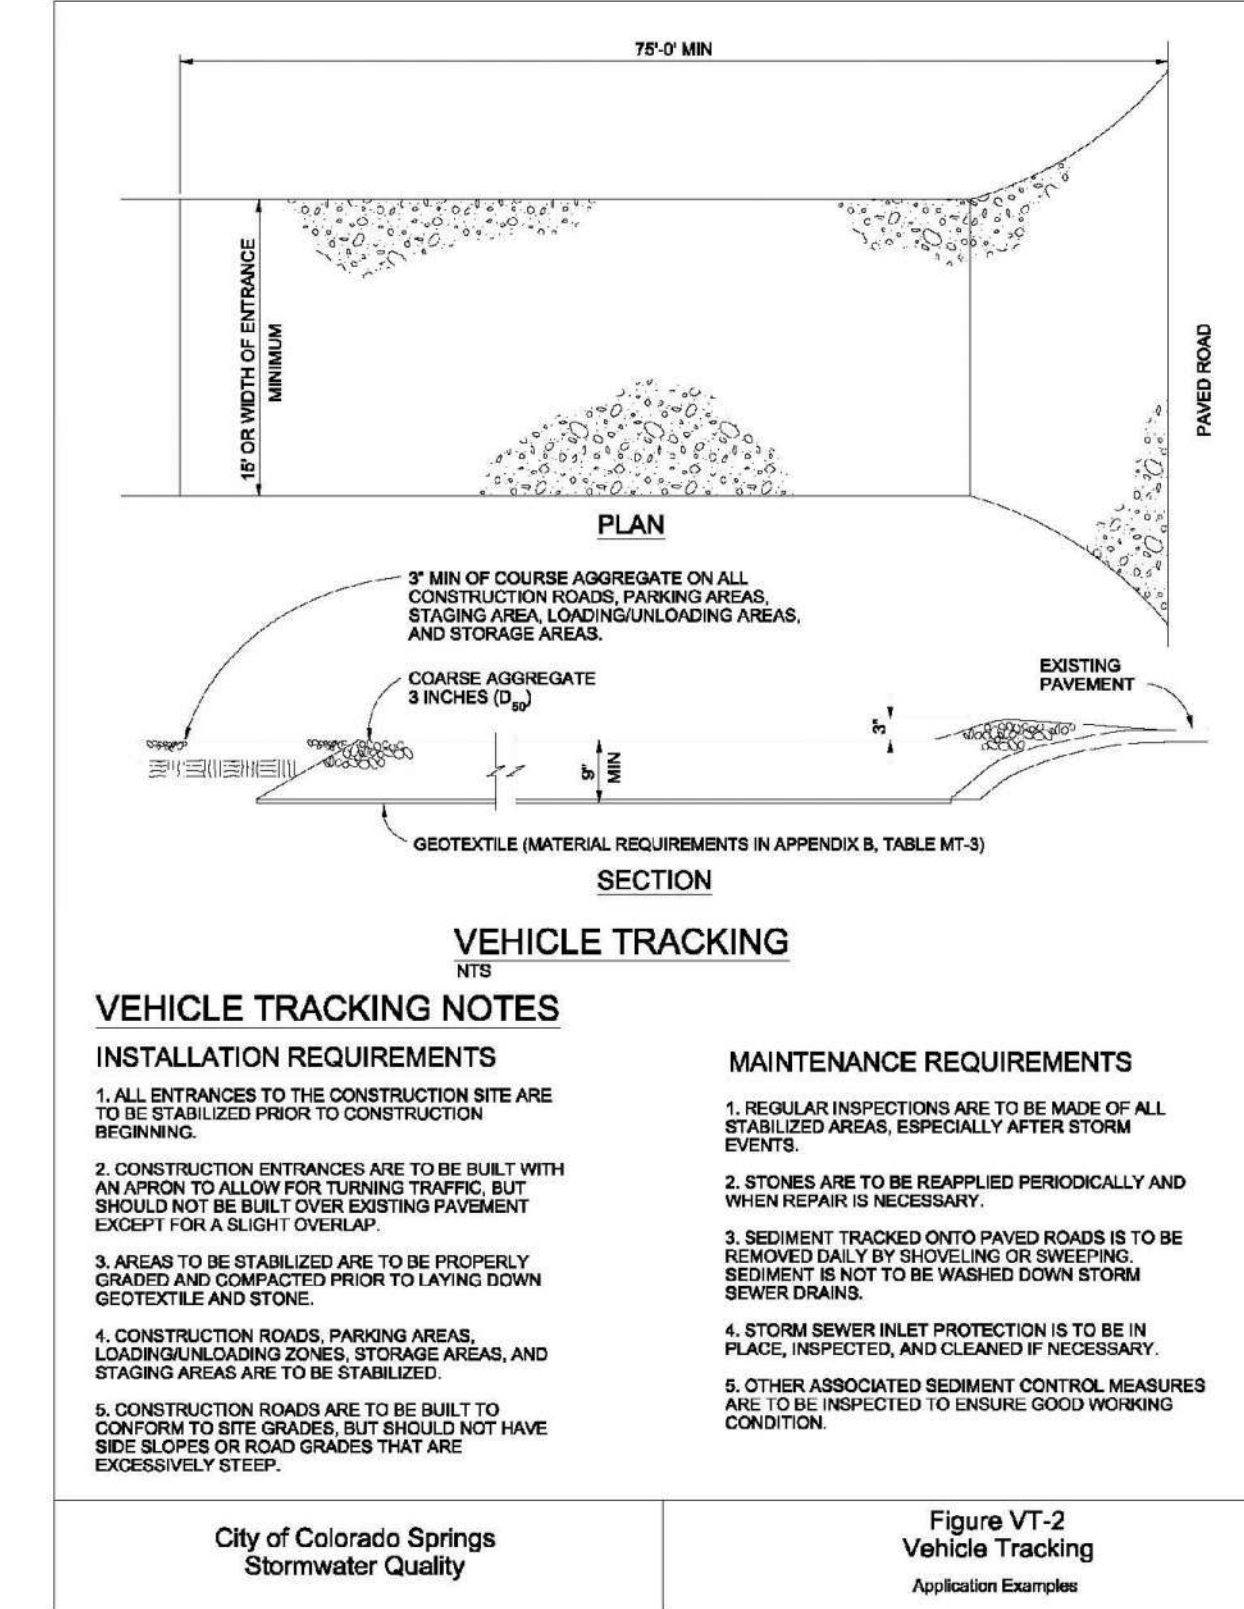 75'-0' MIN
15' OR WIDTH OF ENTRANCE
MINIMUM
PAVED ROAD
PLAN
3" MIN OF COURSE AGGREGATE ON ALL
CONSTRUCTION ROADS, PARKING AREAS,
STAGING AREA, LOADING/UNLOADING AREAS,
AND STORAGE AREAS.
COARSE AGGREGATE
3 INCHES (D50)
EXISTING
PAVEMENT
3"
9"
MIN
GEOTEXTILE (MATERIAL REQUIREMENTS IN APPENDIX B, TABLE MT-3)
SECTION
VEHICLE TRACKING
NTS
VEHICLE TRACKING NOTES
INSTALLATION REQUIREMENTS
1. ALL ENTRANCES TO THE CONSTRUCTION SITE ARE
TO BE STABILIZED PRIOR TO CONSTRUCTION
BEGINNING.
2. CONSTRUCTION ENTRANCES ARE TO BE BUILT WITH
AN APRON TO ALLOW FOR TURNING TRAFFIC, BUT
SHOULD NOT BE BUILT OVER EXISTING PAVEMENT
EXCEPT FOR A SLIGHT OVERLAP.
3. AREAS TO BE STABILIZED ARE TO BE PROPERLY
GRADED AND COMPACTED PRIOR TO LAYING DOWN
GEOTEXTILE AND STONE.
4. CONSTRUCTION ROADS, PARKING AREAS,
LOADING/UNLOADING ZONES, STORAGE AREAS, AND
STAGING AREAS ARE TO BE STABILIZED.
5. CONSTRUCTION ROADS ARE TO BE BUILT TO
CONFORM TO SITE GRADES, BUT SHOULD NOT HAVE
SIDE SLOPES OR ROAD GRADES THAT ARE
EXCESSIVELY STEEP.
MAINTENANCE REQUIREMENTS
1. REGULAR INSPECTIONS ARE TO BE MADE OF ALL
STABILIZED AREAS, ESPECIALLY AFTER STORM
EVENTS.
2. STONES ARE TO BE REAPPLIED PERIODICALLY AND
WHEN REPAIR IS NECESSARY.
3. SEDIMENT TRACKED ONTO PAVED ROADS IS TO BE
REMOVED DAILY BY SHOVELING OR SWEEPING.
SEDIMENT IS NOT TO BE WASHED DOWN STORM
SEWER DRAINS.
4. STORM SEWER INLET PROTECTION IS TO BE IN
PLACE, INSPECTED, AND CLEANED IF NECESSARY.
5. OTHER ASSOCIATED SEDIMENT CONTROL MEASURES
ARE TO BE INSPECTED TO ENSURE GOOD WORKING
CONDITION.
City of Colorado Springs
Stormwater Quality
Figure VT-2
Vehicle Tracking
Application Examples